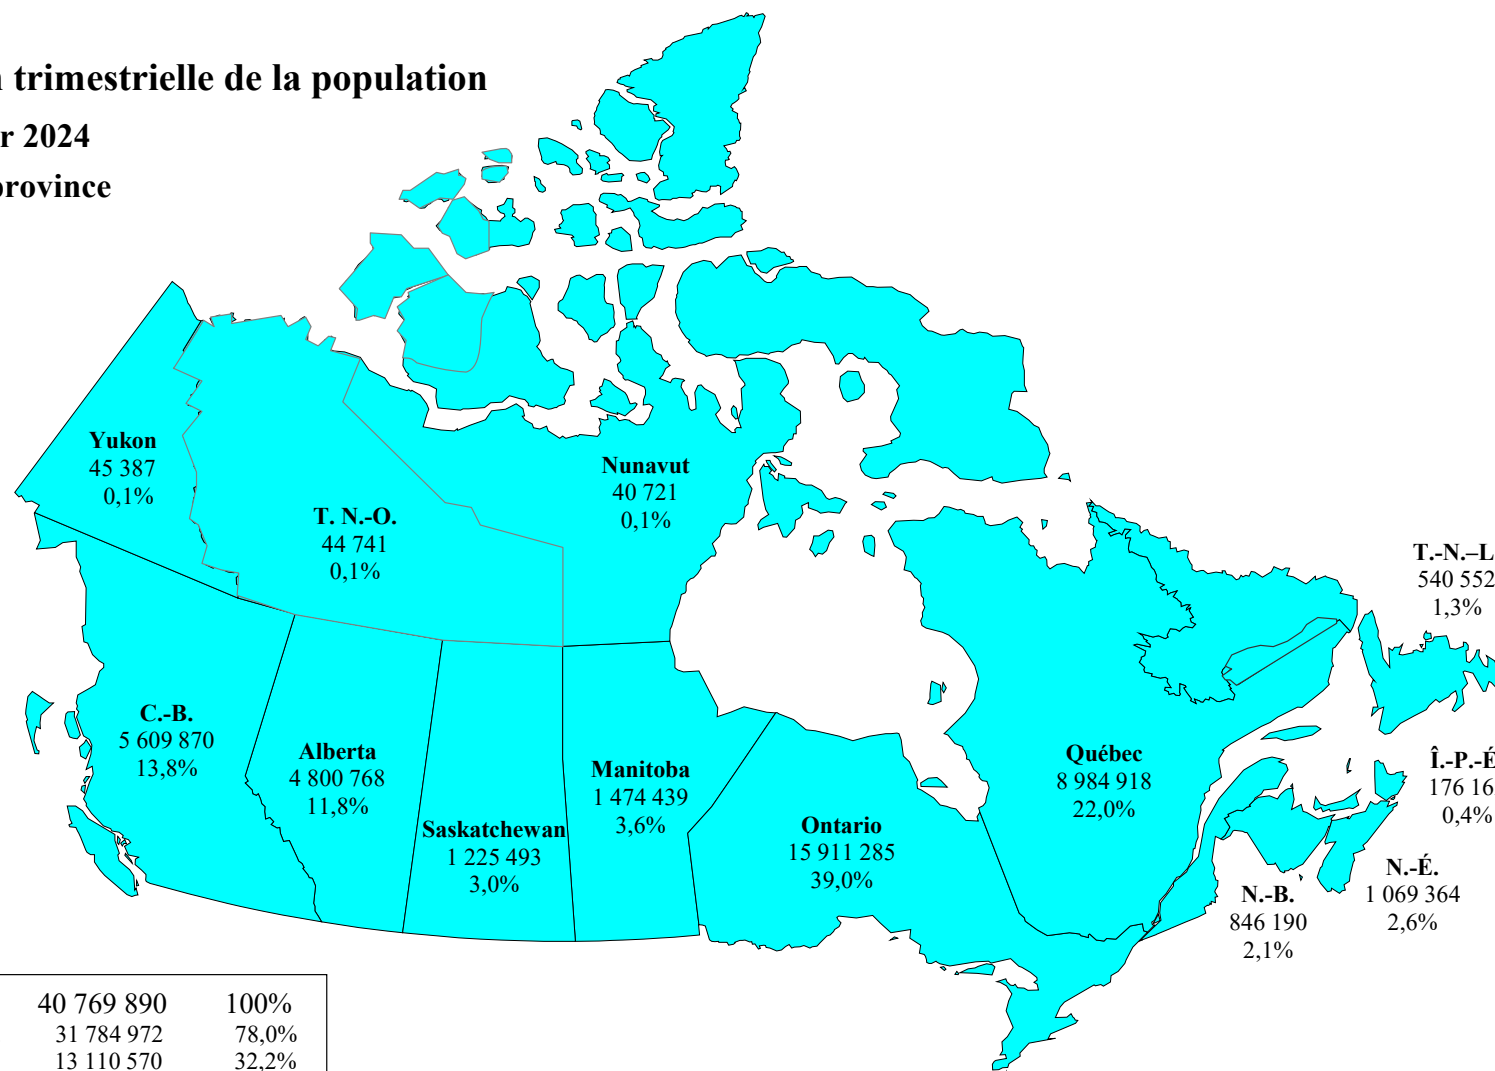 trimestrielle de la population
r 2024
province
Yukon
45 387
0,1%
T. N.-O.
44 741
0,1%
Nunavut
40 721
0,1%
T.-N.–L
540 552
1,3%
C.-B.
5 609 870
13,8%
Alberta
4 800 768
11,8%
Saskatchewan
1 225 493
3,0%
Manitoba
1 474 439
3,6%
Ontario
15 911 285
39,0%
Québec
8 984 918
22,0%
Î.-P.-É
176 16
0,4%
N.-É.
1 069 364
2,6%
N.-B.
846 190
2,1%
40 769 890 100%
31 784 972 78,0%
13 110 570 32,2%